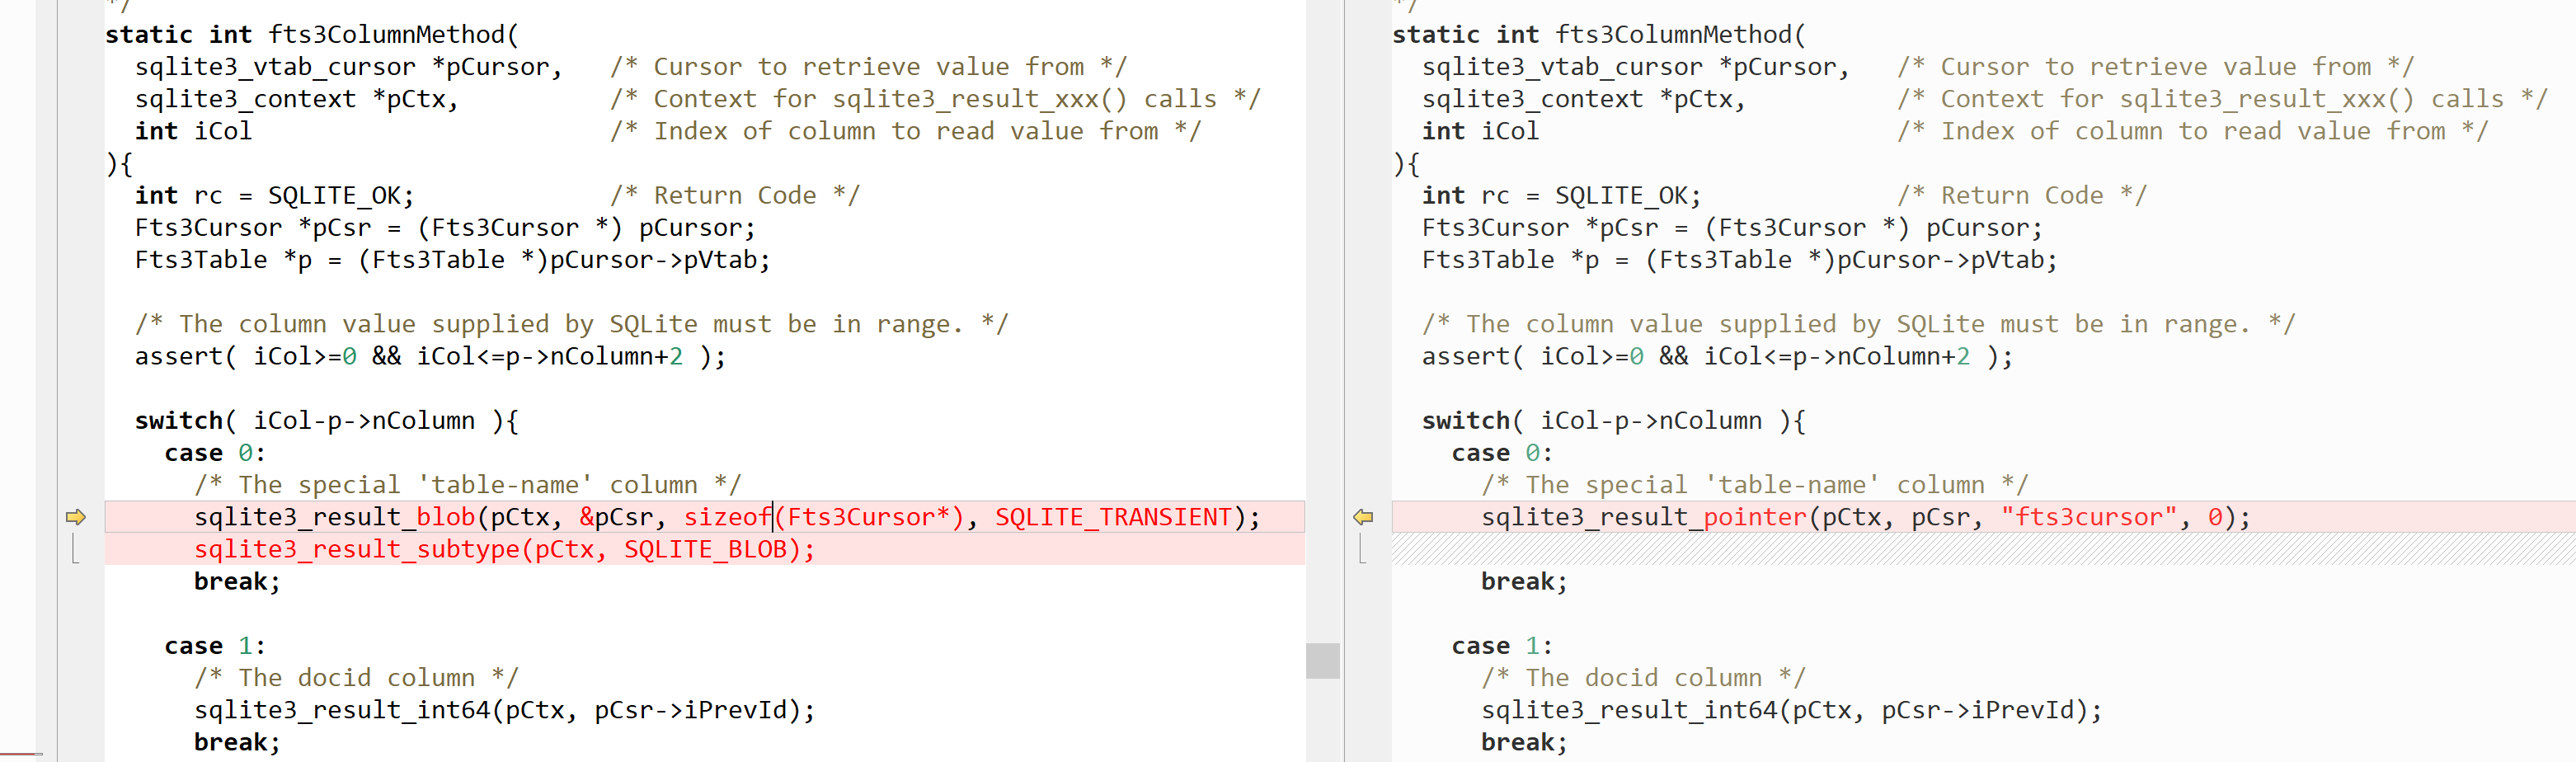 */
static int fts3ColumnMethod(
  sqlite3_vtab_cursor *pCursor,   /* Cursor to retrieve value from */
  sqlite3_context *pCtx,          /* Context for sqlite3_result_xxx() calls */
  int iCol                        /* Index of column to read value from */
){
  int rc = SQLITE_OK;             /* Return Code */
  Fts3Cursor *pCsr = (Fts3Cursor *) pCursor;
  Fts3Table *p = (Fts3Table *)pCursor->pVtab;

  /* The column value supplied by SQLite must be in range. */
  assert( iCol>=0 && iCol<=p->nColumn+2 );

  switch( iCol-p->nColumn ){
    case 0:
      /* The special 'table-name' column */
      sqlite3_result_blob(pCtx, &pCsr, sizeof(Fts3Cursor*), SQLITE_TRANSIENT);
      sqlite3_result_subtype(pCtx, SQLITE_BLOB);
      break;

    case 1:
      /* The docid column */
      sqlite3_result_int64(pCtx, pCsr->iPrevId);
      break;
*/
static int fts3ColumnMethod(
  sqlite3_vtab_cursor *pCursor,   /* Cursor to retrieve value from */
  sqlite3_context *pCtx,          /* Context for sqlite3_result_xxx() calls */
  int iCol                        /* Index of column to read value from */
){
  int rc = SQLITE_OK;             /* Return Code */
  Fts3Cursor *pCsr = (Fts3Cursor *) pCursor;
  Fts3Table *p = (Fts3Table *)pCursor->pVtab;

  /* The column value supplied by SQLite must be in range. */
  assert( iCol>=0 && iCol<=p->nColumn+2 );

  switch( iCol-p->nColumn ){
    case 0:
      /* The special 'table-name' column */
      sqlite3_result_pointer(pCtx, pCsr, "fts3cursor", 0);
      break;

    case 1:
      /* The docid column */
      sqlite3_result_int64(pCtx, pCsr->iPrevId);
      break;